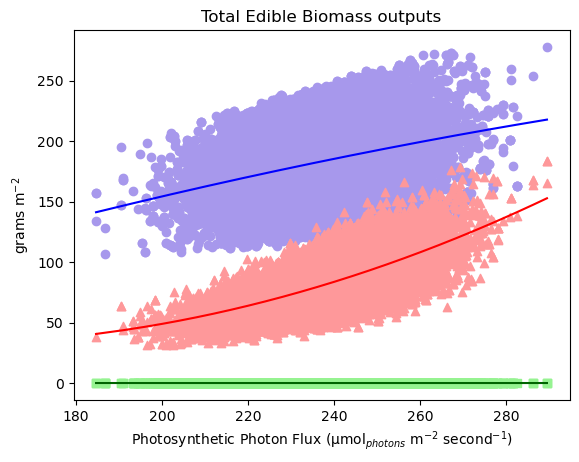 Total Edible Biomass outputs
250
200
150
100
50
0
grams m⁻²
180 200 220 240 260 280
Photosynthetic Photon Flux (μmol_photons m⁻² second⁻¹)